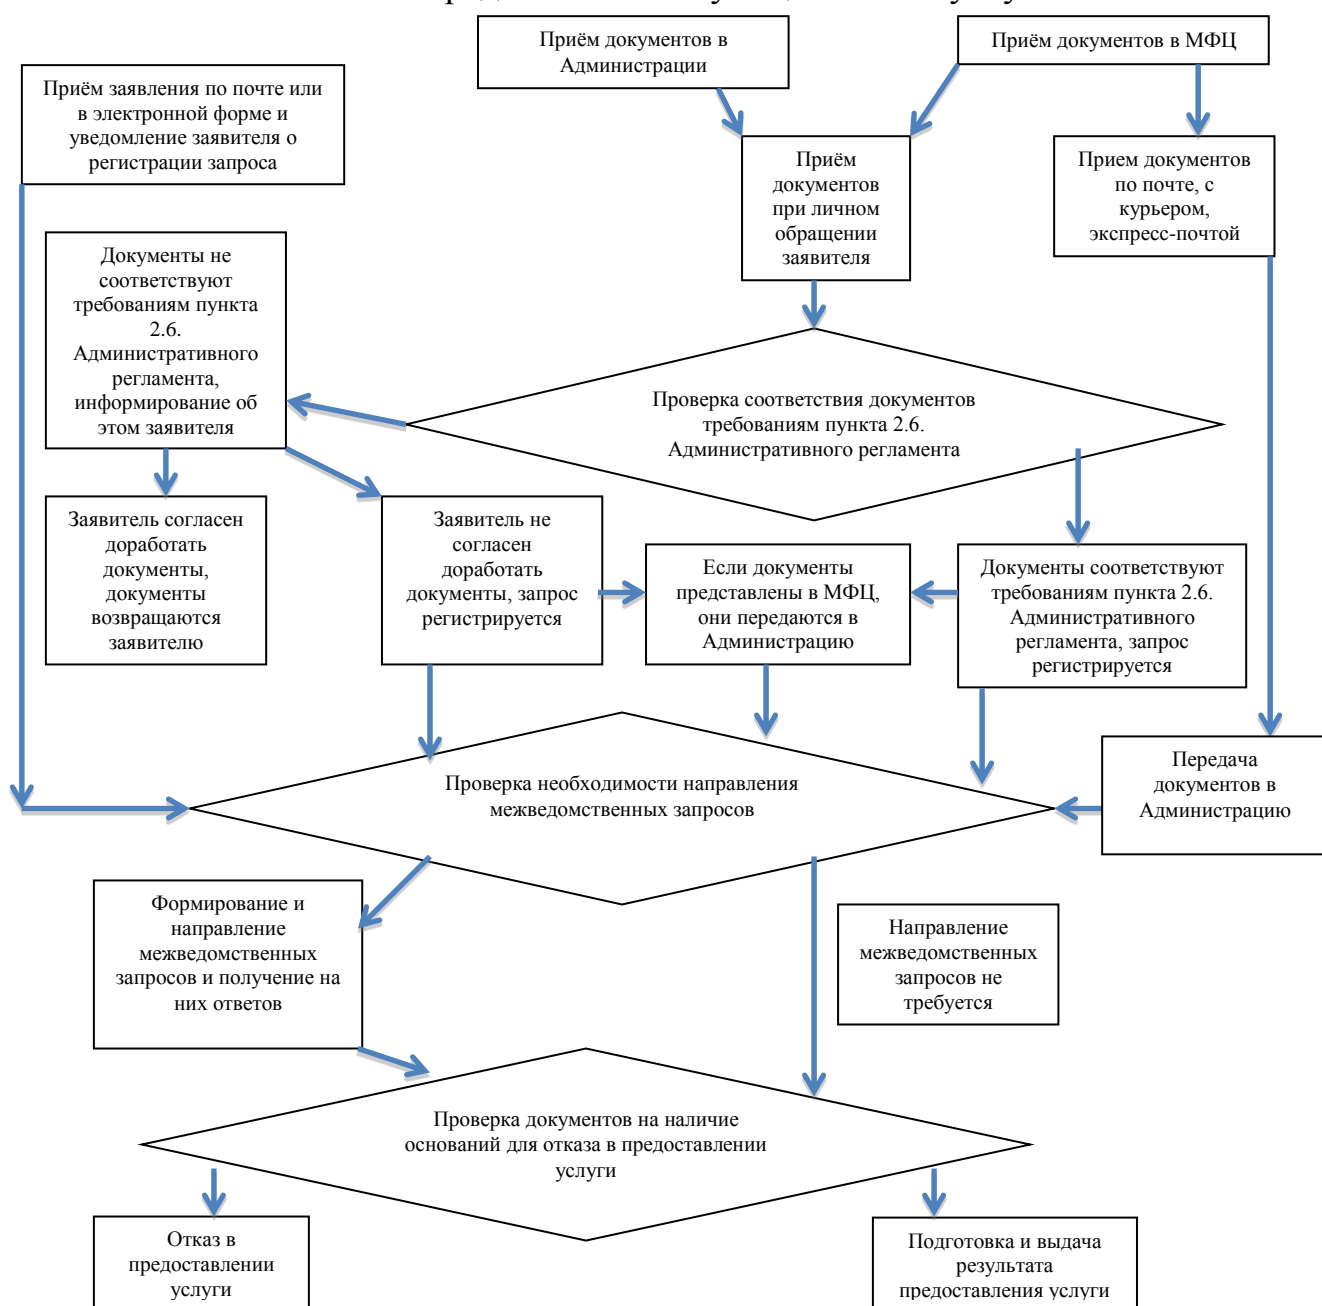 Приём документов в
Администрации
Приём документов в МФЦ
Приём заявления по почте или
в электронной форме и
уведомление заявителя о
регистрации запроса
Приём
документов
при личном
обращении
заявителя
Прием документов
по почте, с
курьером,
экспресс-почтой
Документы не
соответствуют
требованиям пункта
2.6.
Административного
регламента,
информирование об
этом заявителя
Проверка соответствия документов
требованиям пункта 2.6.
Административного регламента
Заявитель согласен
доработать
документы,
документы
возвращаются
заявителю
Заявитель не
согласен
доработать
документы, запрос
регистрируется
Если документы
представлены в МФЦ,
они передаются в
Администрацию
Документы соответствуют
требованиям пункта 2.6.
Административного
регламента, запрос
регистрируется
Проверка необходимости направления
межведомственных запросов
Передача
документов в
Администрацию
Формирование и
направление
межведомственных
запросов и получение на
них ответов
Направление
межведомственных
запросов не
требуется
Проверка документов на наличие
оснований для отказа в предоставлении
услуги
Отказ в
предоставлении
услуги
Подготовка и выдача
результата
предоставления услуги